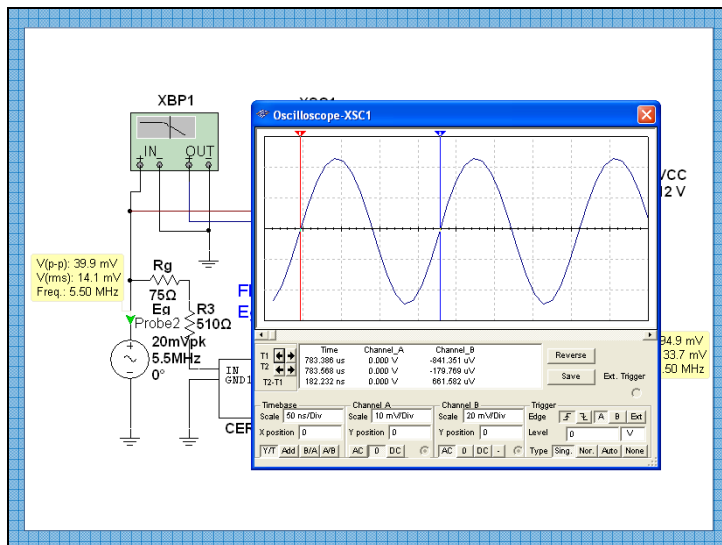 XBP1
IN
OUT
Oscilloscope-XSC1
VCC
12 V
V(p-p): 39.9 mV
V(rms): 14.1 mV
Freq.: 5.50 MHz
Rg
75Ω
Eg
Probe2
20mVpk
5.5MHz
0°
R3
510Ω
IN
GND1
CER
94.9 mV
33.7 mV
.50 MHz
Time Channel_A Channel_B
T1 783.386 us 0.000 V -841.351 uV
T2 783.568 us 0.000 V -179.769 uV
T2-T1 182.232 ns 0.000 V 661.582 uV
Reverse
Save
Ext. Trigger
Timebase
Scale 50 ns/Div
X position 0
Y/T Add B/A A/B
Channel A
Scale 10 mV/Div
Y position 0
AC 0 DC
Channel B
Scale 20 mV/Div
Y position 0
AC 0 DC -
Trigger
Edge A B Ext
Level 0 V
Type Sing. Nor. Auto None